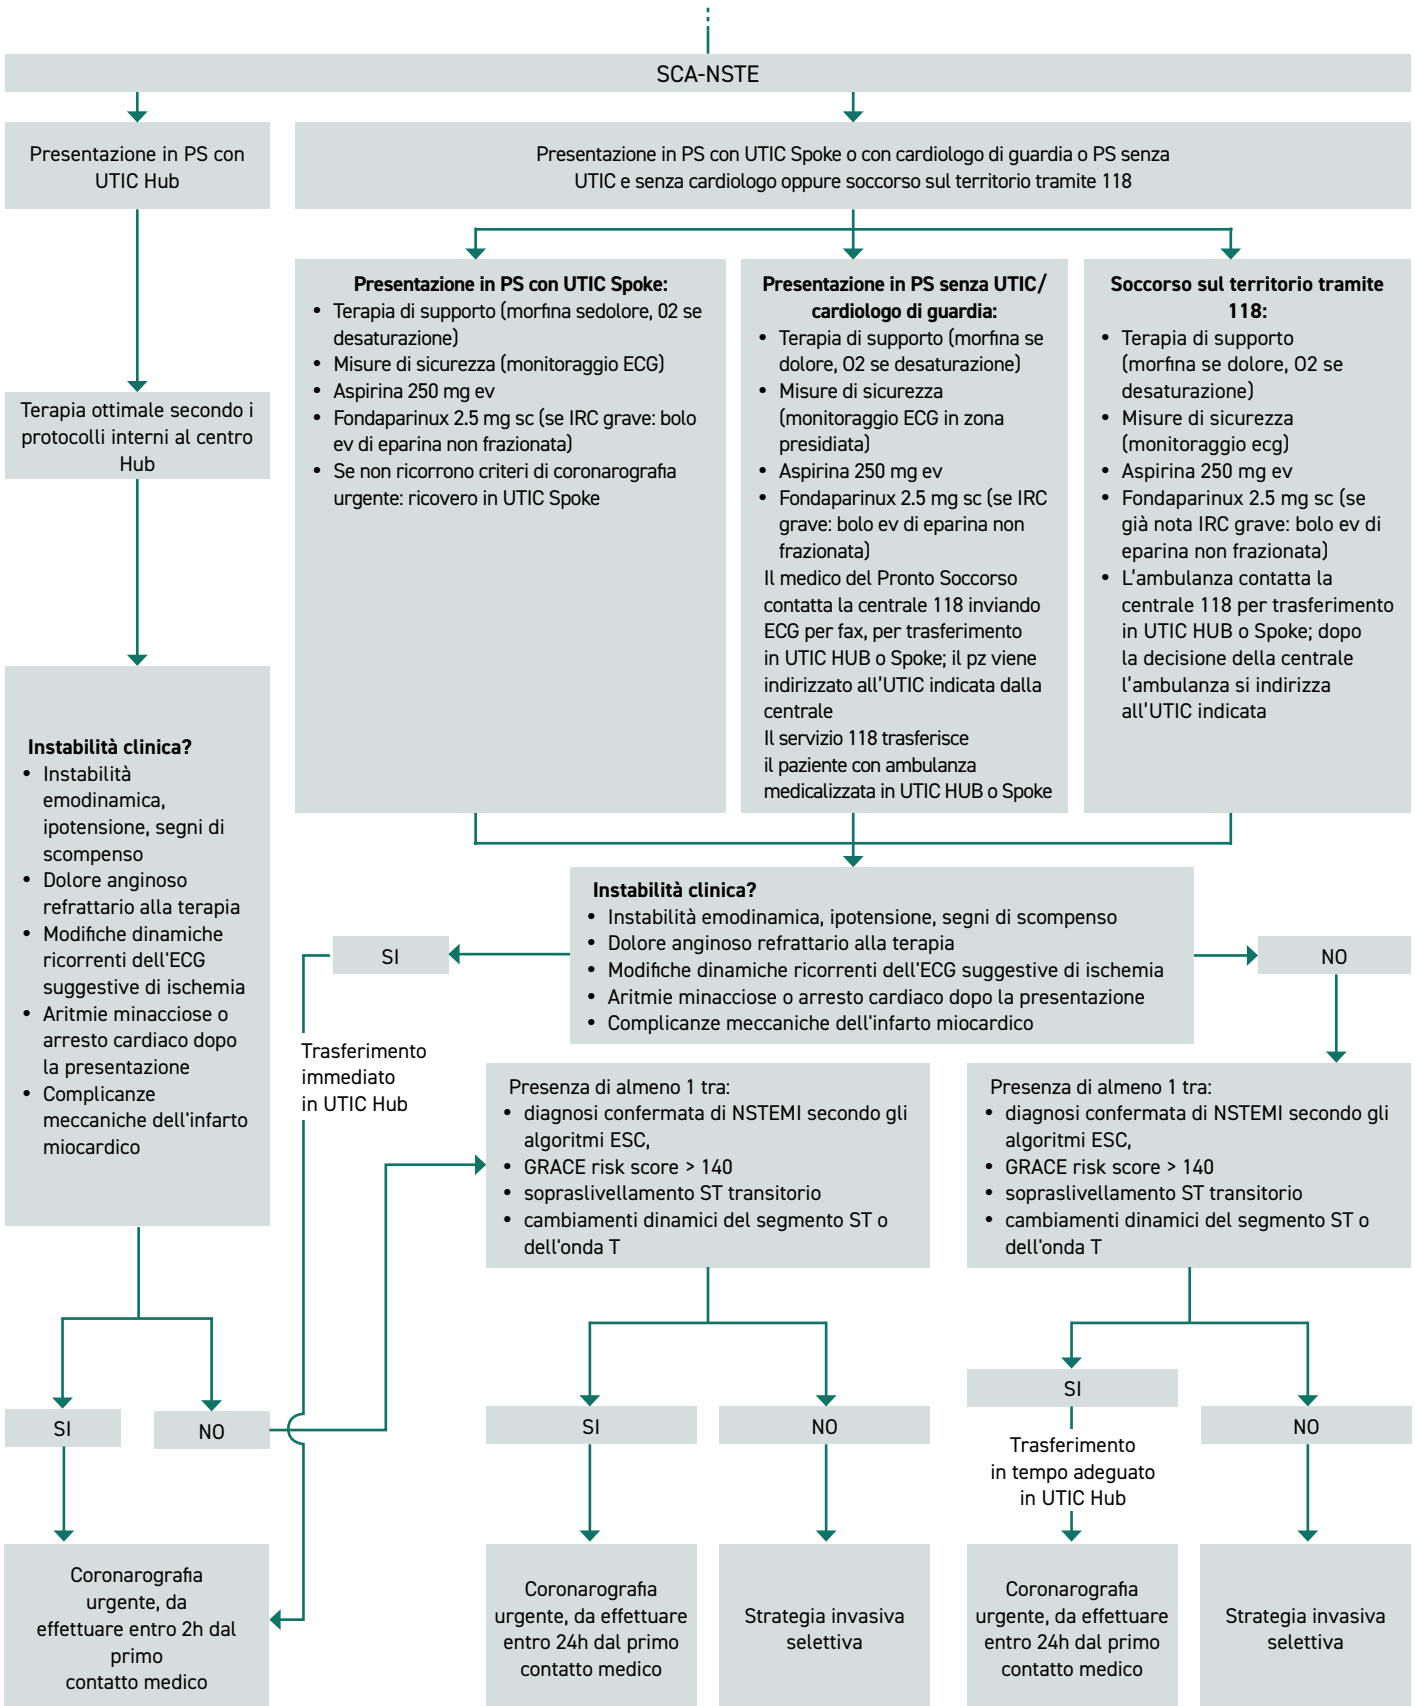 SCA-NSTE
Presentazione in PS con
UTIC Hub
Presentazione in PS con UTIC Spoke o con cardiologo di guardia o PS senza
UTIC e senza cardiologo oppure soccorso sul territorio tramite 118
Terapia ottimale secondo i
protocolli interni al centro
Hub
Presentazione in PS con UTIC Spoke:
• Terapia di supporto (morfina sedolore, 02 se
desaturazione)
• Misure di sicurezza (monitoraggio ECG)
• Aspirina 250 mg ev
• Fondaparinux 2.5 mg sc (se IRC grave: bolo
ev di eparina non frazionata)
• Se non ricorrono criteri di coronarografia
urgente: ricovero in UTIC Spoke
Presentazione in PS senza UTIC/
cardiologo di guardia:
• Terapia di supporto (morfina se
dolore, O2 se desaturazione)
• Misure di sicurezza
(monitoraggio ECG in zona
presidiata)
• Aspirina 250 mg ev
• Fondaparinux 2.5 mg sc (se IRC
grave: bolo ev di eparina non
frazionata)
Il medico del Pronto Soccorso
contatta la centrale 118 inviando
ECG per fax, per trasferimento
in UTIC HUB o Spoke; il pz viene
indirizzato all'UTIC indicata dalla
centrale
Il servizio 118 trasferisce
il paziente con ambulanza
medicalizzata in UTIC HUB o Spoke
Soccorso sul territorio tramite
118:
• Terapia di supporto
(morfina se dolore, O2 se
desaturazione)
• Misure di sicurezza
(monitoraggio ecg)
• Aspirina 250 mg ev
• Fondaparinux 2.5 mg sc (se
già nota IRC grave: bolo ev di
eparina non frazionata)
• L'ambulanza contatta la
centrale 118 per trasferimento
in UTIC HUB o Spoke; dopo
la decisione della centrale
l'ambulanza si indirizza
all'UTIC indicata
Instabilità clinica?
• Instabilità
emodinamica,
ipotensione, segni di
scompenso
• Dolore anginoso
refrattario alla terapia
• Modifiche dinamiche
ricorrenti dell'ECG
suggestive di ischemia
• Aritmie minacciose o
arresto cardiaco dopo
la presentazione
• Complicanze
meccaniche dell'infarto
miocardico
Instabilità clinica?
• Instabilità emodinamica, ipotensione, segni di scompenso
• Dolore anginoso refrattario alla terapia
• Modifiche dinamiche ricorrenti dell'ECG suggestive di ischemia
• Aritmie minacciose o arresto cardiaco dopo la presentazione
• Complicanze meccaniche dell'infarto miocardico
SI
NO
Trasferimento
immediato
in UTIC Hub
Presenza di almeno 1 tra:
• diagnosi confermata di NSTEMI secondo gli
algoritmi ESC,
• GRACE risk score > 140
• sopraslivellamento ST transitorio
• cambiamenti dinamici del segmento ST o
dell'onda T
Presenza di almeno 1 tra:
• diagnosi confermata di NSTEMI secondo gli
algoritmi ESC,
• GRACE risk score > 140
• sopraslivellamento ST transitorio
• cambiamenti dinamici del segmento ST o
dell'onda T
SI
NO
SI
NO
SI
NO
Trasferimento
in tempo adeguato
in UTIC Hub
Coronarografia
urgente, da
effettuare entro 2h dal
primo
contatto medico
Coronarografia
urgente, da effettuare
entro 24h dal primo
contatto medico
Strategia invasiva
selettiva
Coronarografia
urgente, da effettuare
entro 24h dal primo
contatto medico
Strategia invasiva
selettiva